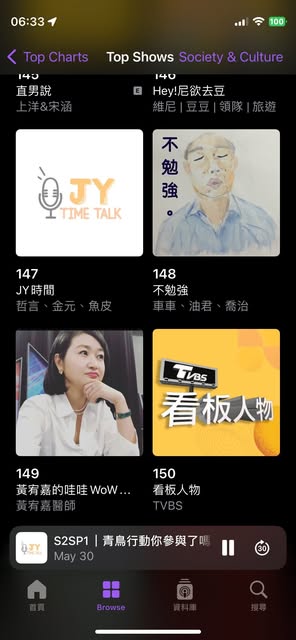 06:33
100
Top Charts
Top Shows
Society & Culture
145
146
直男說
E
Hey!尼欲去豆
上洋&宋涵
維尼 | 豆豆 | 領隊 | 旅遊
JY
TIME TALK
不勉強。
147
148
JY時間
不勉強
哲言、金元、魚皮
車車、油君、喬治
TVBS
看板人物
149
150
黃宥嘉的哇哇 WoW ...
看板人物
黃宥嘉醫師
TVBS
JY
TIME TALK
S2SP1｜青鳥行動你參與了嗎
May 30
30
首頁
Browse
資料庫
搜尋